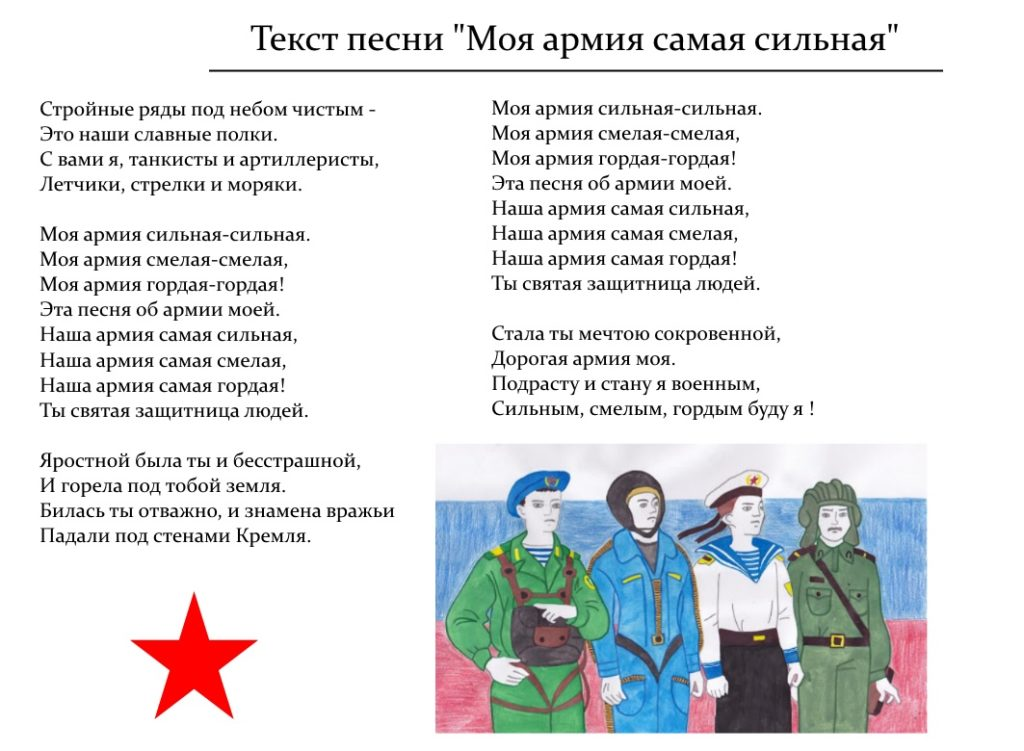 Текст песни "Моя армия самая сильная"
Стройные ряды под небом чистым -
Это наши славные полки.
С вами я, танкисты и артиллеристы,
Летчики, стрелки и моряки.
Моя армия сильная-сильная.
Моя армия смелая-смелая,
Моя армия гордая-гордая!
Эта песня об армии моей.
Наша армия самая сильная,
Наша армия самая смелая,
Наша армия самая гордая!
Ты святая защитница людей.
Яростной была ты и бесстрашной,
И горела под тобой земля.
Билась ты отважно, и знамена вражьи
Падали под стенами Кремля.
Моя армия сильная-сильная.
Моя армия смелая-смелая,
Моя армия гордая-гордая!
Эта песня об армии моей.
Наша армия самая сильная,
Наша армия самая смелая,
Наша армия самая гордая!
Ты святая защитница людей.
Стала ты мечтою сокровенной,
Дорогая армия моя.
Подрасту и стану я военным,
Сильным, смелым, гордым буду я !